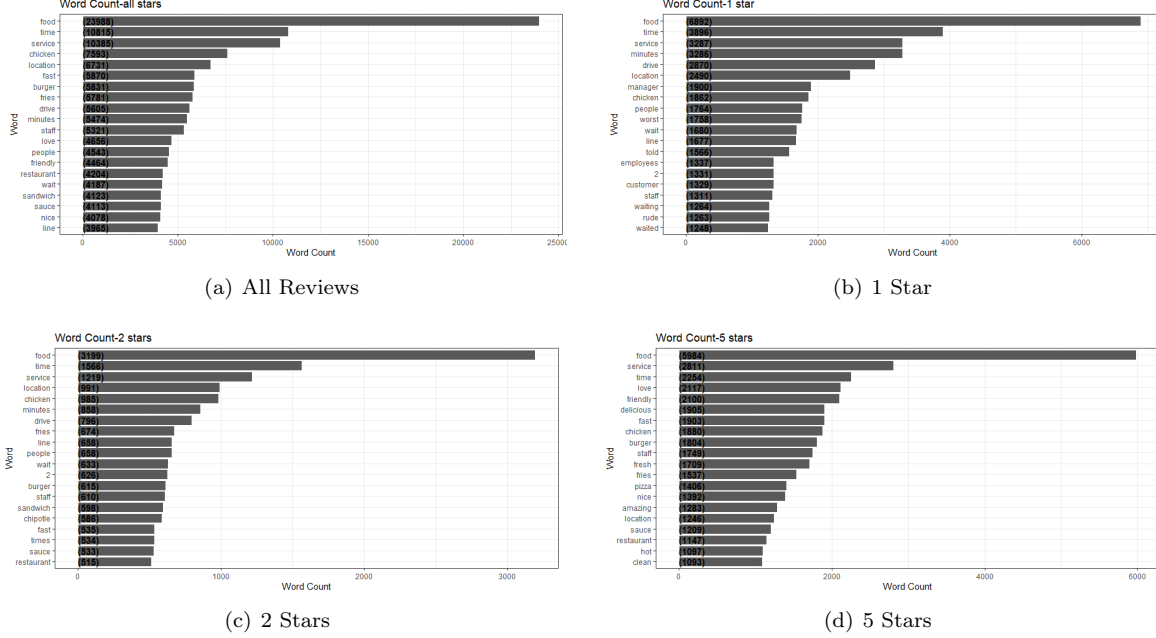 Word Count-all stars
Word
food (23988)
time (10815)
service (10385)
chicken (7593)
location (6731)
fast (5870)
burger (5831)
fries (5781)
drive (5605)
minutes (5474)
staff (5321)
love (4656)
people (4543)
friendly (4464)
restaurant (4204)
wait (4187)
sandwich (4123)
sauce (4113)
nice (4078)
line (3965)
0 5000 10000 15000 20000 25000
Word Count
(a) All Reviews
Word Count-1 star
Word
food (6892)
time (3896)
service (3287)
minutes (3286)
drive (2870)
location (2490)
manager (1900)
chicken (1862)
people (1764)
worst (1758)
wait (1680)
line (1677)
told (1566)
employees (1337)
2 (1331)
customer (1329)
staff (1311)
waiting (1264)
rude (1263)
waited (1248)
0 2000 4000 6000
Word Count
(b) 1 Star
Word Count-2 stars
Word
food (3199)
time (1566)
service (1219)
location (991)
chicken (985)
minutes (858)
drive (796)
fries (674)
line (658)
people (658)
wait (633)
2 (626)
burger (615)
staff (610)
sandwich (598)
chipotle (586)
fast (535)
times (534)
sauce (533)
restaurant (515)
0 1000 2000 3000
Word Count
(c) 2 Stars
Word Count-5 stars
Word
food (5984)
service (2811)
time (2254)
love (2117)
friendly (2100)
delicious (1905)
fast (1903)
chicken (1880)
burger (1804)
staff (1749)
fresh (1709)
fries (1537)
pizza (1406)
nice (1392)
amazing (1283)
location (1246)
sauce (1209)
restaurant (1147)
hot (1097)
clean (1093)
0 2000 4000 6000
Word Count
(d) 5 Stars